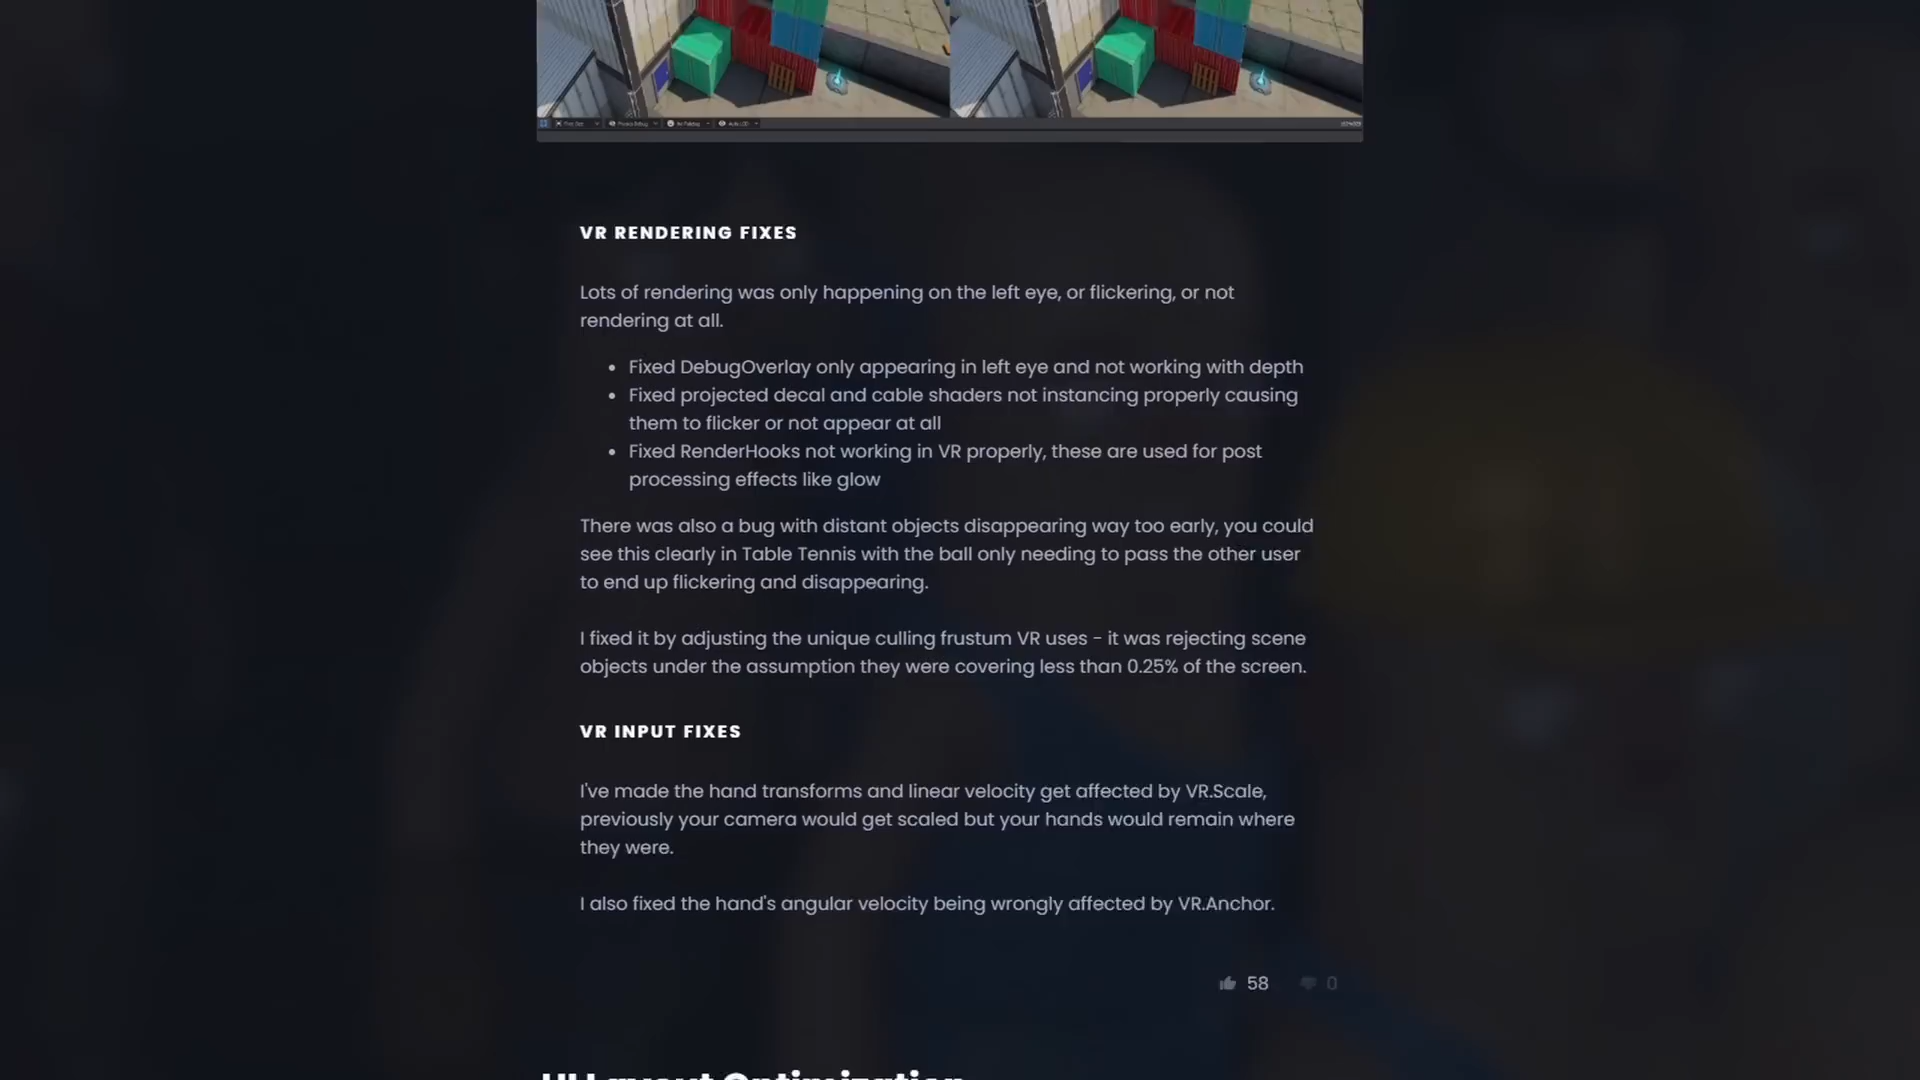 VR RENDERING FIXES
Lots of rendering was only happening on the left eye, or flickering, or not
rendering at all.
• Fixed DebugOverlay only appearing in left eye and not working with depth
• Fixed projected decal and cable shaders not instancing properly causing
them to flicker or not appear at all
• Fixed RenderHooks not working in VR properly, these are used for post
processing effects like glow
There was also a bug with distant objects disappearing way too early, you could
see this clearly in Table Tennis with the ball only needing to pass the other user
to end up flickering and disappearing.
I fixed it by adjusting the unique culling frustum VR uses - it was rejecting scene
objects under the assumption they were covering less than 0.25% of the screen.
VR INPUT FIXES
I've made the hand transforms and linear velocity get affected by VR.Scale,
previously your camera would get scaled but your hands would remain where
they were.
I also fixed the hand's angular velocity being wrongly affected by VR.Anchor.
58 0
UI Layout Optimization